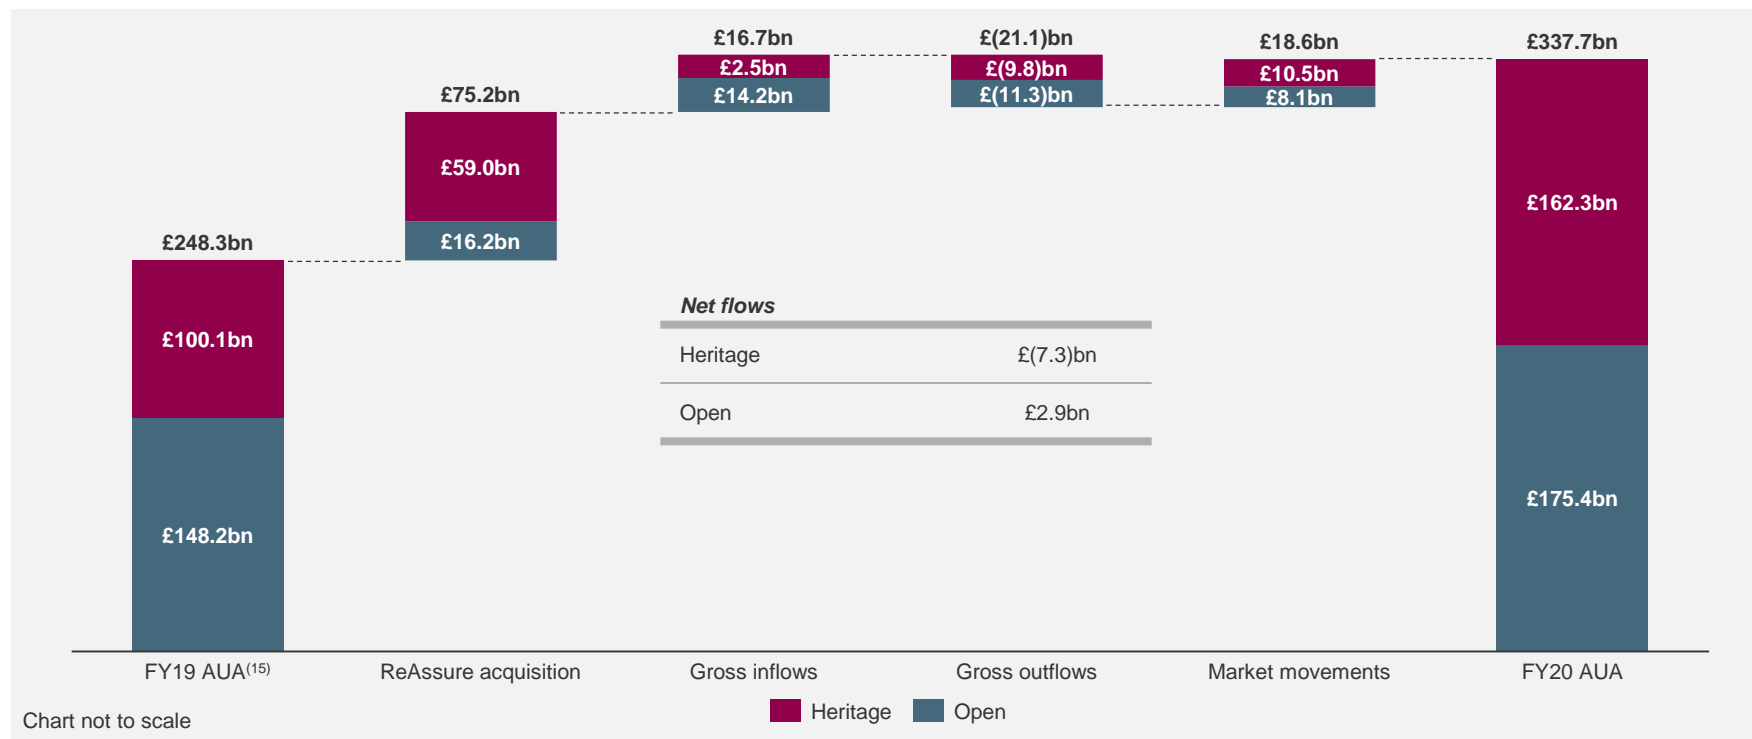 £16.7bn
£(21.1)bn
£18.6bn
£337.7bn
£2.5bn
£(9.8)bn
£10.5bn
£14.2bn
£(11.3)bn
£8.1bn
£75.2bn
£59.0bn
£162.3bn
£16.2bn
£248.3bn
£100.1bn
£148.2bn
£175.4bn
Net flows
Heritage £(7.3)bn
Open £2.9bn
FY19 AUA(15) ReAssure acquisition Gross inflows Gross outflows Market movements FY20 AUA
Heritage Open
Chart not to scale